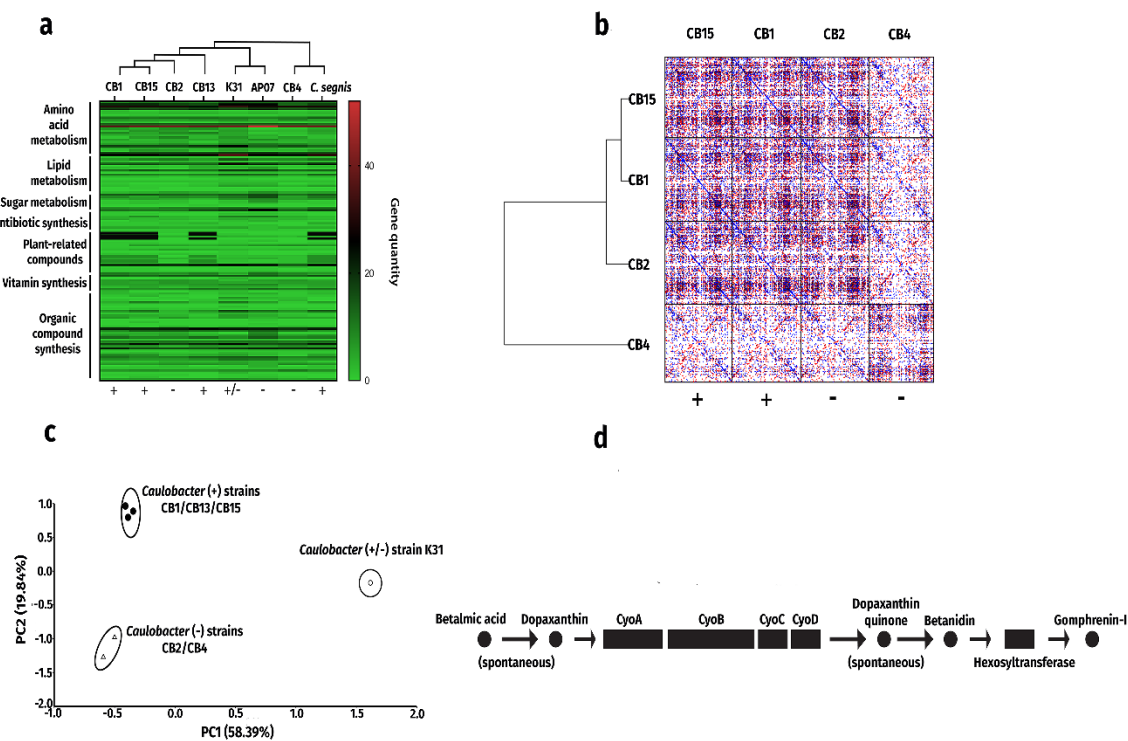 a
CB1 CB15 CB2 CB13 K31 AP07 CB4 C. segnis
Amino
acid
metabolism
Lipid
metabolism
Sugar metabolism
ntibiotic synthesis
Plant-related
compounds
Vitamin synthesis
Organic
compound
synthesis
+ + - + +/- - - +
40
20
0
Gene quantity
b
CB15 CB1 CB2 CB4
CB15
CB1
CB2
CB4
+ + - -
c
Caulobacter (+) strains
CB1/CB13/CB15
Caulobacter (+/-) strain K31
Caulobacter (-) strains
CB2/CB4
PC2 (19.84%)
1.0
0.5
0.0
-0.5
-1.0
-1.5
-2.0
-1.0 -0.5 0.0 0.5 1.0 1.5 2.0
PC1 (58.39%)
d
Betalmic acid
Dopaxanthin
(spontaneous)
CyoA CyoB CyoC CyoD
Dopaxanthin
quinone
(spontaneous)
Betanidin
Hexosyltransferase
Gomphrenin-I